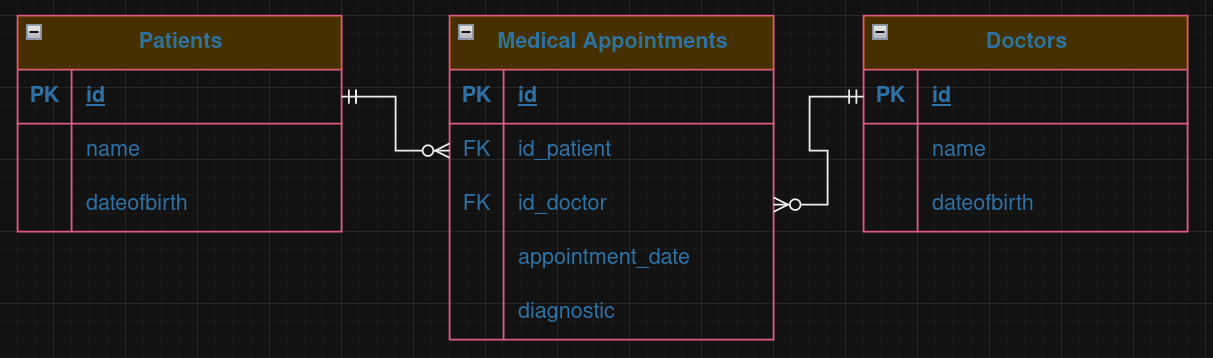 Patients
PK id
name
dateofbirth
Medical Appointments
PK id
FK id_patient
FK id_doctor
appointment_date
diagnostic
Doctors
PK id
name
dateofbirth